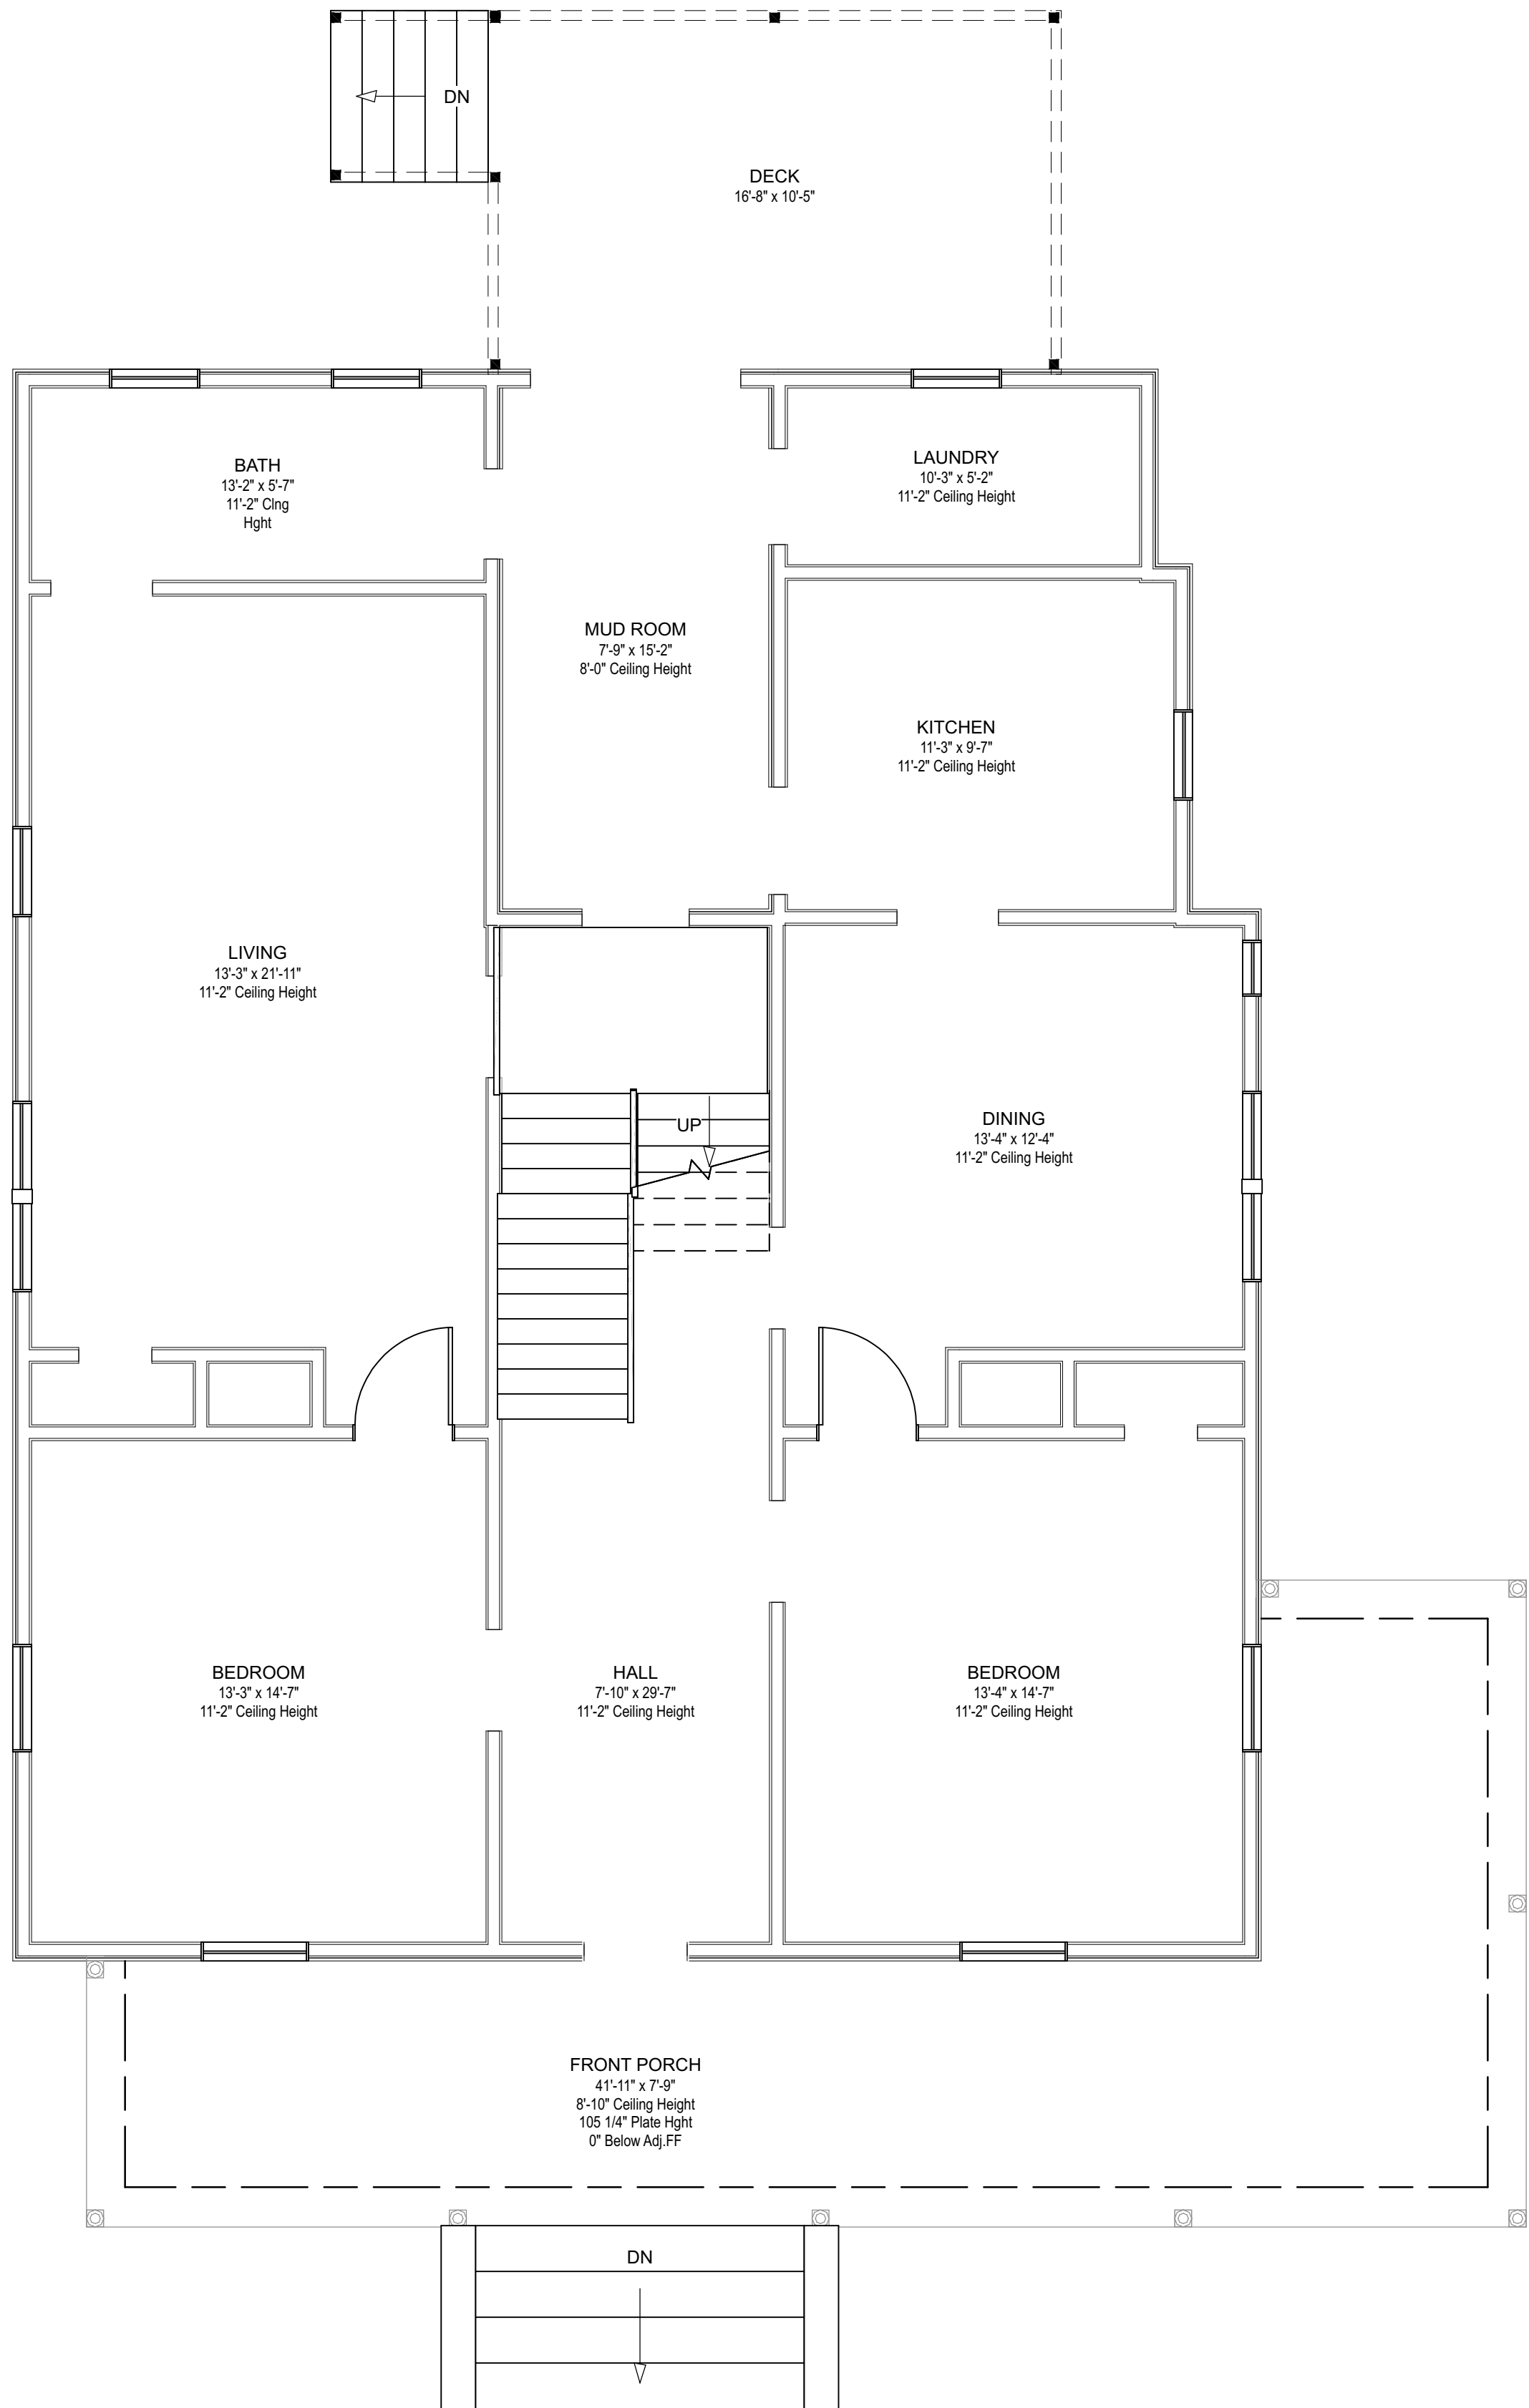 DN
DECK
16'-8" x 10'-5"
BATH
13'-2" x 5'-7"
11'-2" Clng
Hght
LAUNDRY
10'-3" x 5'-2"
11'-2" Ceiling Height
MUD ROOM
7'-9" x 15'-2"
8'-0" Ceiling Height
KITCHEN
11'-3" x 9'-7"
11'-2" Ceiling Height
LIVING
13'-3" x 21'-11"
11'-2" Ceiling Height
UP
DINING
13'-4" x 12'-4"
11'-2" Ceiling Height
BEDROOM
13'-3" x 14'-7"
11'-2" Ceiling Height
HALL
7'-10" x 29'-7"
11'-2" Ceiling Height
BEDROOM
13'-4" x 14'-7"
11'-2" Ceiling Height
FRONT PORCH
41'-11" x 7'-9"
8'-10" Ceiling Height
105 1/4" Plate Hght
0" Below Adj.FF
DN